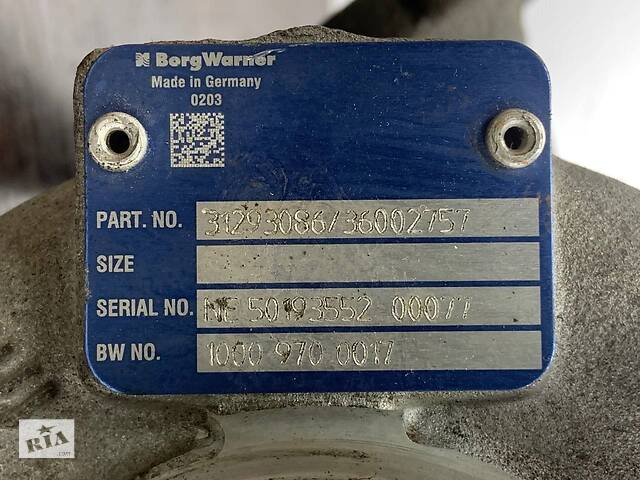 BorgWarner
Made in Germany
0203
PART. NO. 31293086/36002757
SIZE
SERIAL NO. NE 50193552 00077
BW NO. 1000 970 0017
RIA
.com